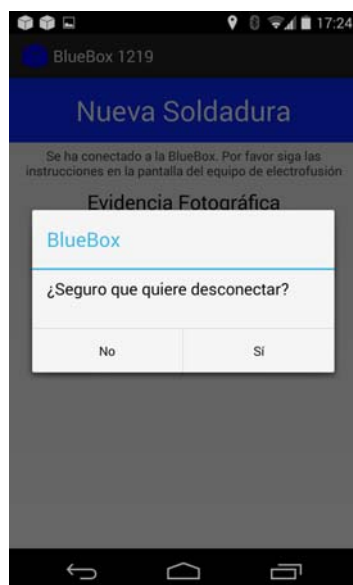 17:24
BlueBox 1219
Nueva Soldadura
Se ha conectado a la BlueBox. Por favor siga las
instrucciones en la pantalla del equipo de electrofusión
Evidencia Fotográfica
BlueBox
¿Seguro que quiere desconectar?
No
Sí